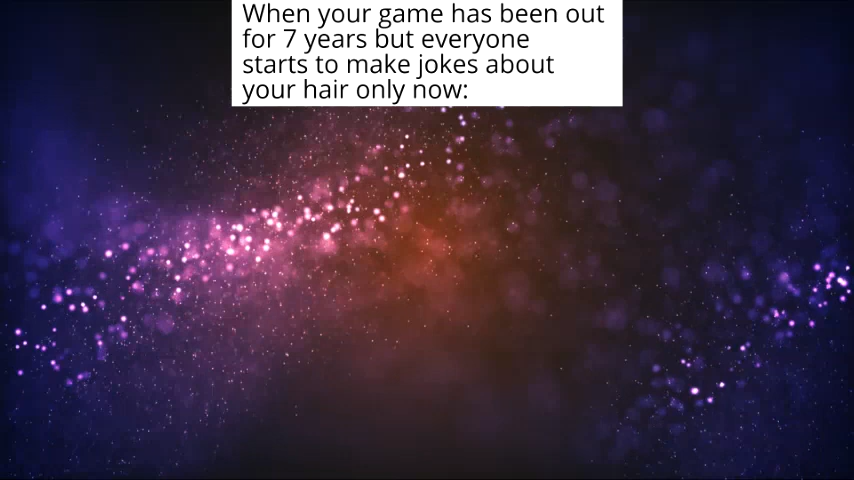 When your game has been out
for 7 years but everyone
starts to make jokes about
your hair only now: